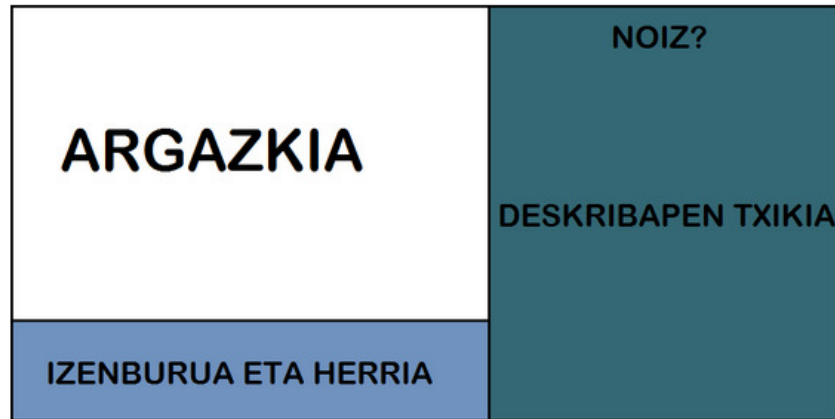 ARGAZKIA
IZENBURUA ETA HERRIA
NOIZ?
DESKRIBAPEN TXIKIA